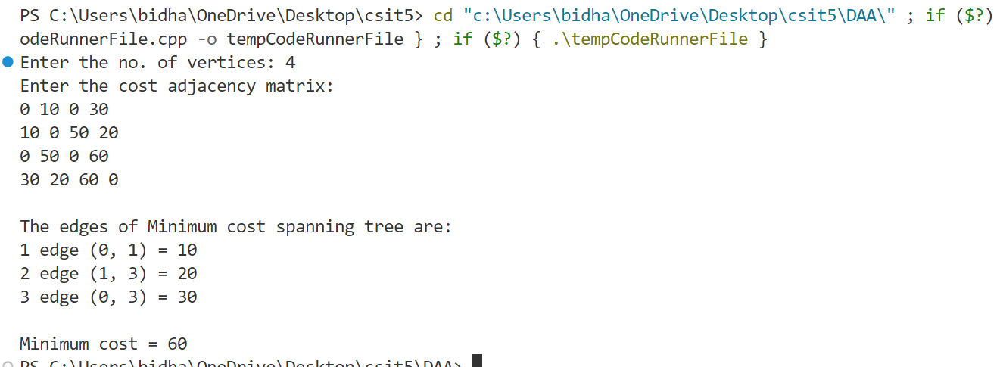 PS C:\Users\bidha\OneDrive\Desktop\csit5> cd "c:\Users\bidha\OneDrive\Desktop\csit5\DAA\" ; if ($?)
odeRunnerFile.cpp -o tempCodeRunnerFile } ; if ($?) { .\tempCodeRunnerFile }
Enter the no. of vertices: 4
Enter the cost adjacency matrix:
0 10 0 30
10 0 50 20
0 50 0 60
30 20 60 0
The edges of Minimum cost spanning tree are:
1 edge (0, 1) = 10
2 edge (1, 3) = 20
3 edge (0, 3) = 30
Minimum cost = 60
PS C:\Users\bidha\OneDrive\Desktop\csit5\DAA>